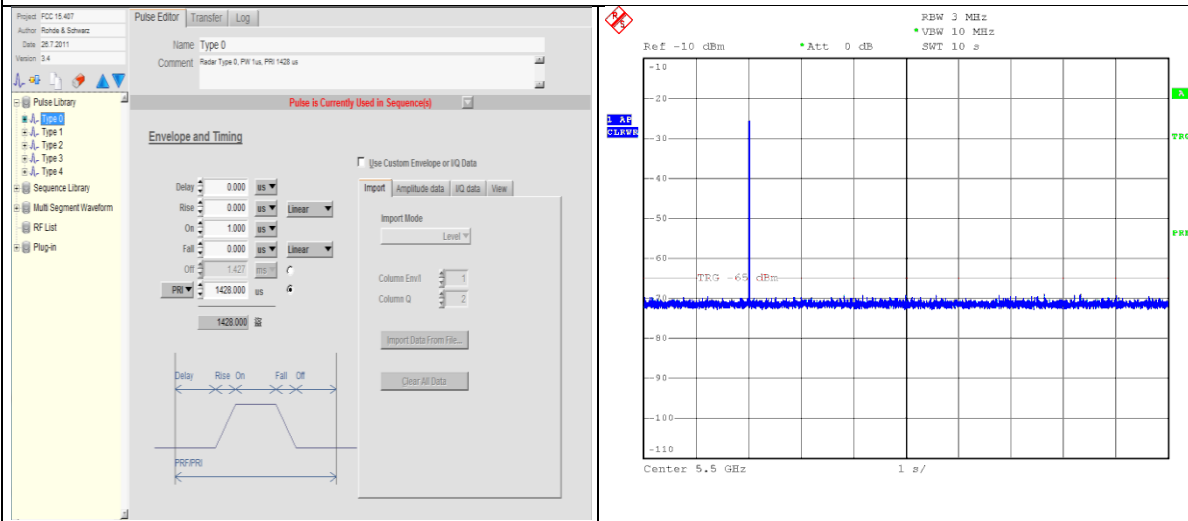 Project FCC 15.407
Author Rohde & Schwarz
Date 26.7.2011
Version 3.4
Pulse Library
Type 0
Type 1
Type 2
Type 3
Type 4
Sequence Library
Multi Segment Waveform
RF List
Plug-in
Pulse Editor Transfer Log
Name Type 0
Comment Radar Type 0, PW 1us, PRI 1428 us
Pulse is Currently Used in Sequence(s)
Envelope and Timing
Delay 0.000 us
Rise 0.000 us Linear
On 1.000 us
Fall 0.000 us Linear
Off 1.427 ms
PRI 1428.000 us
1428.000
Delay Rise On Fall Off
PRF/PRI
Use Custom Envelope or I/Q Data
Import Amplitude data I/Q data View
Import Mode
Level
Column Env/I 1
Column Q 2
Import Data From File...
Clear All Data
R S
RBW 3 MHz
*VBW 10 MHz
Ref -10 dBm *Att 0 dB SWT 10 s
-10
-20
-30
-40
-50
-60
-70
-80
-90
-100
-110
1 AP
CLRWR
A
TRG
TRG -65 dBm
Center 5.5 GHz 1 s/